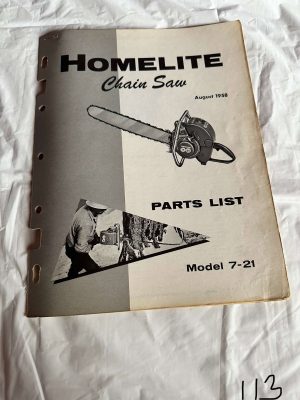 HOMELITE
Chain Saw
August 1958
PARTS LIST
Model 7-21
113